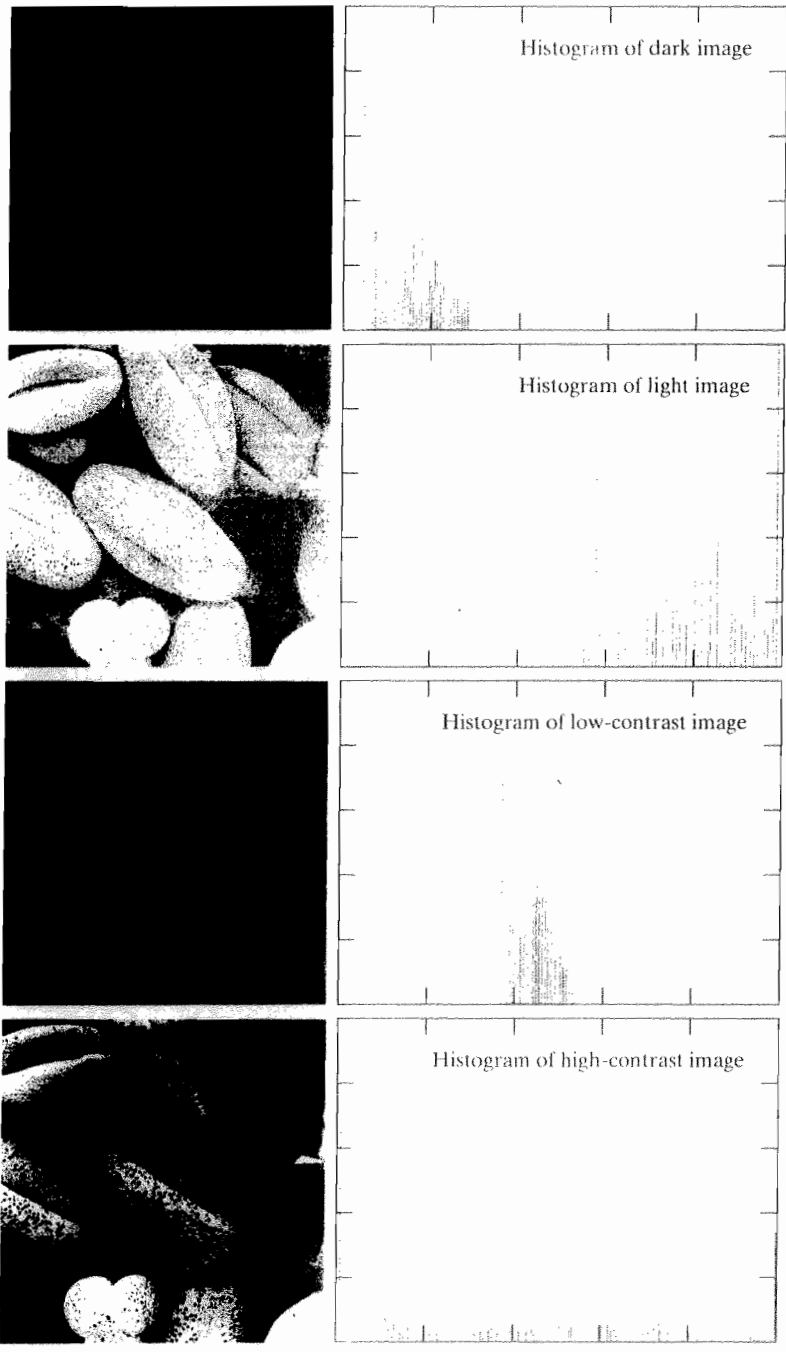 Histogram of dark image
Histogram of light image
Histogram of low-contrast image
Histogram of high-contrast image